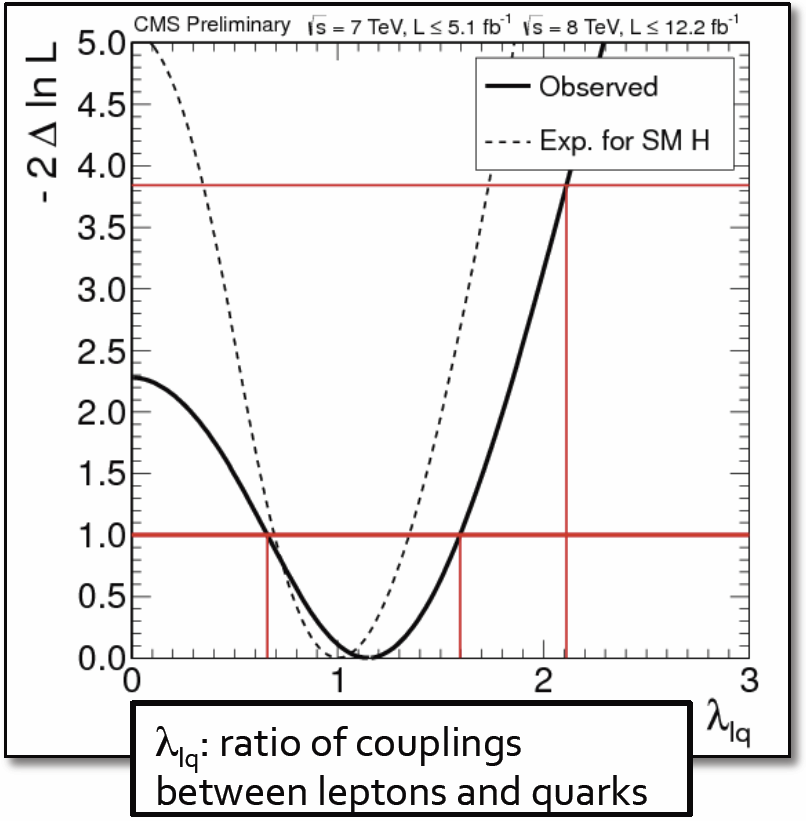 CMS Preliminary √s = 7 TeV, L ≤ 5.1 fb⁻¹ √s = 8 TeV, L ≤ 12.2 fb⁻¹
- 2 Δ ln L
5.0
4.5
4.0
3.5
3.0
2.5
2.0
1.5
1.0
0.5
0.0
Observed
Exp. for SM H
0 1 2 3
λlq
λlq: ratio of couplings
between leptons and quarks